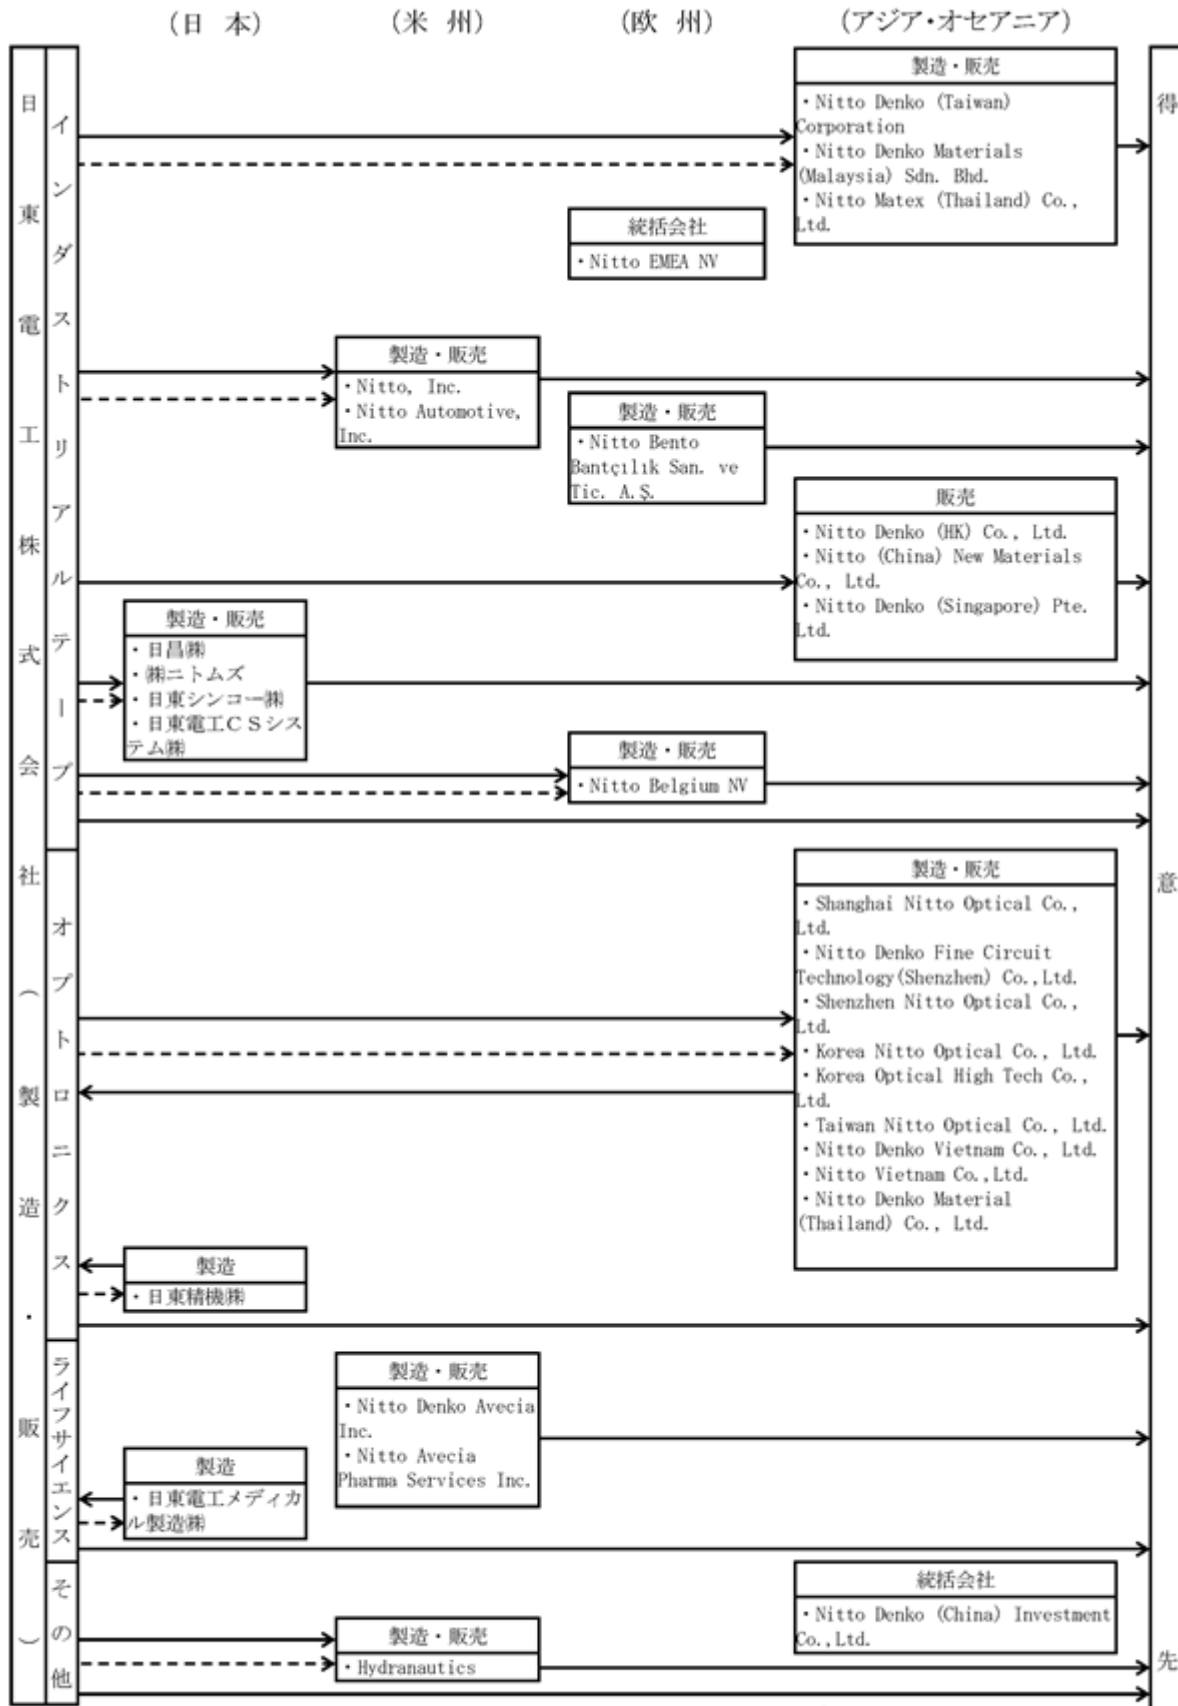 (日 本)
(米 州)
(欧 州)
(アジア・オセアニア)
日東電工株式会社(製造・販売)
インダストリアルテープ
製造・販売
・Nitto Denko (Taiwan)
Corporation
・Nitto Denko Materials
(Malaysia) Sdn. Bhd.
・Nitto Matex (Thailand) Co.,
Ltd.
統括会社
・Nitto EMEA NV
製造・販売
・Nitto, Inc.
・Nitto Automotive,
Inc.
製造・販売
・Nitto Bento
Bantçılık San. ve
Tic. A.Ş.
販売
・Nitto Denko (HK) Co., Ltd.
・Nitto (China) New Materials
Co., Ltd.
・Nitto Denko (Singapore) Pte.
Ltd.
製造・販売
・日昌㈱
・㈱ニトムズ
・日東シンコー㈱
・日東電工CSシス
テム㈱
製造・販売
・Nitto Belgium NV
オプトロニクス
製造・販売
・Shanghai Nitto Optical Co.,
Ltd.
・Nitto Denko Fine Circuit
Technology(Shenzhen) Co.,Ltd.
・Shenzhen Nitto Optical Co.,
Ltd.
・Korea Nitto Optical Co., Ltd.
・Korea Optical High Tech Co.,
Ltd.
・Taiwan Nitto Optical Co., Ltd.
・Nitto Denko Vietnam Co., Ltd.
・Nitto Vietnam Co.,Ltd.
・Nitto Denko Material
(Thailand) Co., Ltd.
製造
・日東精機㈱
ライフサイエンス
製造・販売
・Nitto Denko Avecia
Inc.
・Nitto Avecia
Pharma Services Inc.
製造
・日東電工メディカ
ル製造㈱
その他
統括会社
・Nitto Denko (China) Investment
Co.,Ltd.
製造・販売
・Hydranautics
得意先